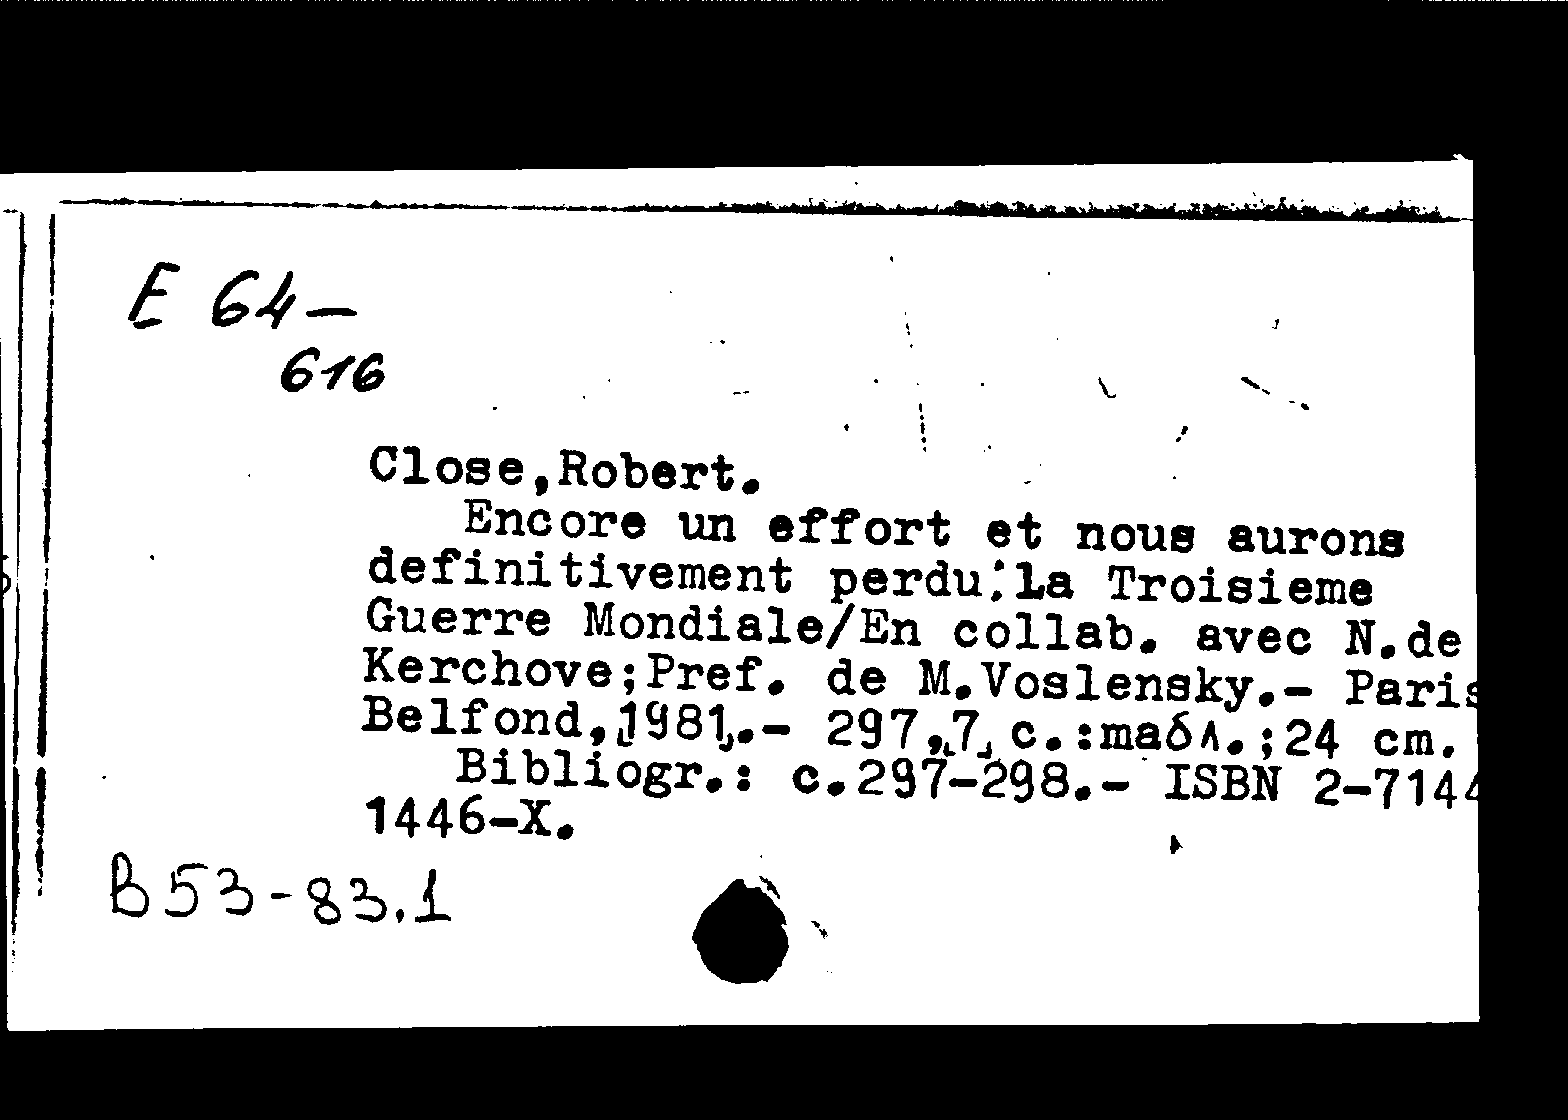 E 64-
616
Close,Robert.
Encore un effort et nous aurons
definitivement perdu:la Troisieme
Guerre Mondiale/En collab. avec N.de
Kerchove;Pref. de M.Voslensky.- Paris
Belfond,[1981].- 297,[7] c.:табл.;24 cm.
Bibliogr.: c.297-298.- ISBN 2-7144
1446-X.
B53-83.1